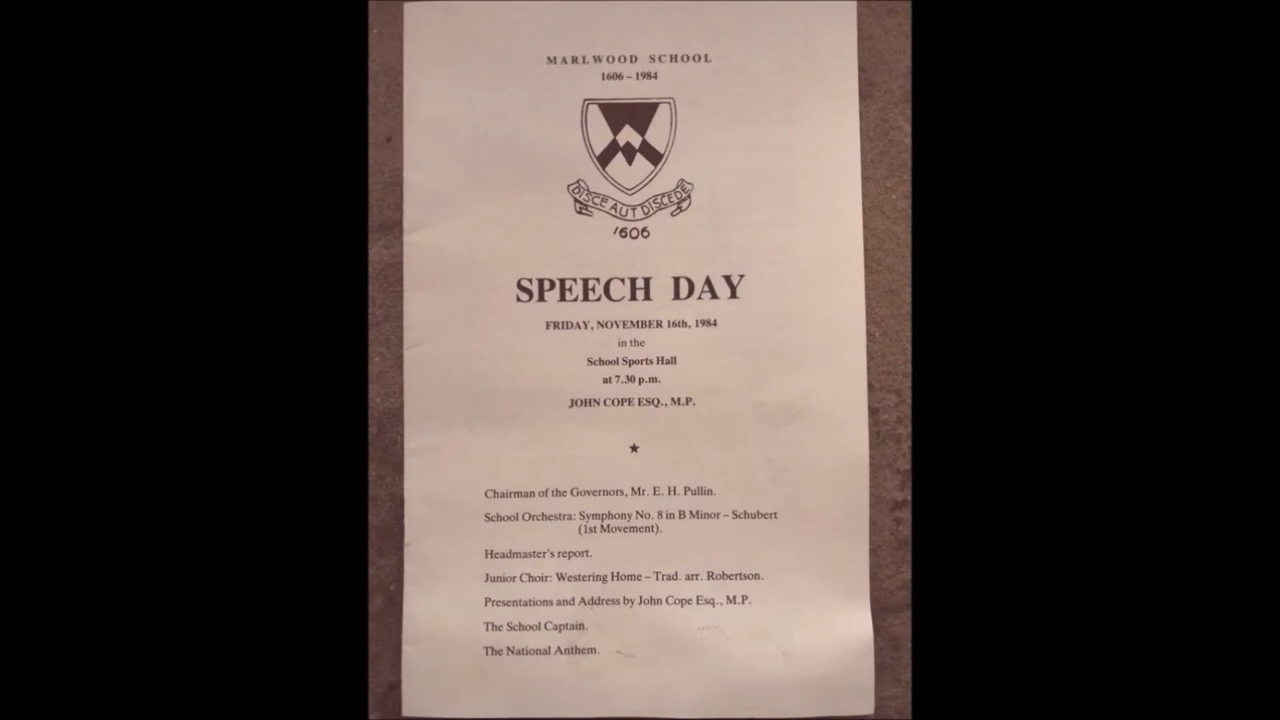 MARLWOOD SCHOOL
1606 – 1984
DISCE AUT DISCEDE
1606
SPEECH DAY
FRIDAY, NOVEMBER 16th, 1984
in the
School Sports Hall
at 7.30 p.m.
JOHN COPE ESQ., M.P.
Chairman of the Governors, Mr. E. H. Pullin.
School Orchestra: Symphony No. 8 in B Minor – Schubert
(1st Movement).
Headmaster's report.
Junior Choir: Westering Home – Trad. arr. Robertson.
Presentations and Address by John Cope Esq., M.P.
The School Captain.
The National Anthem.